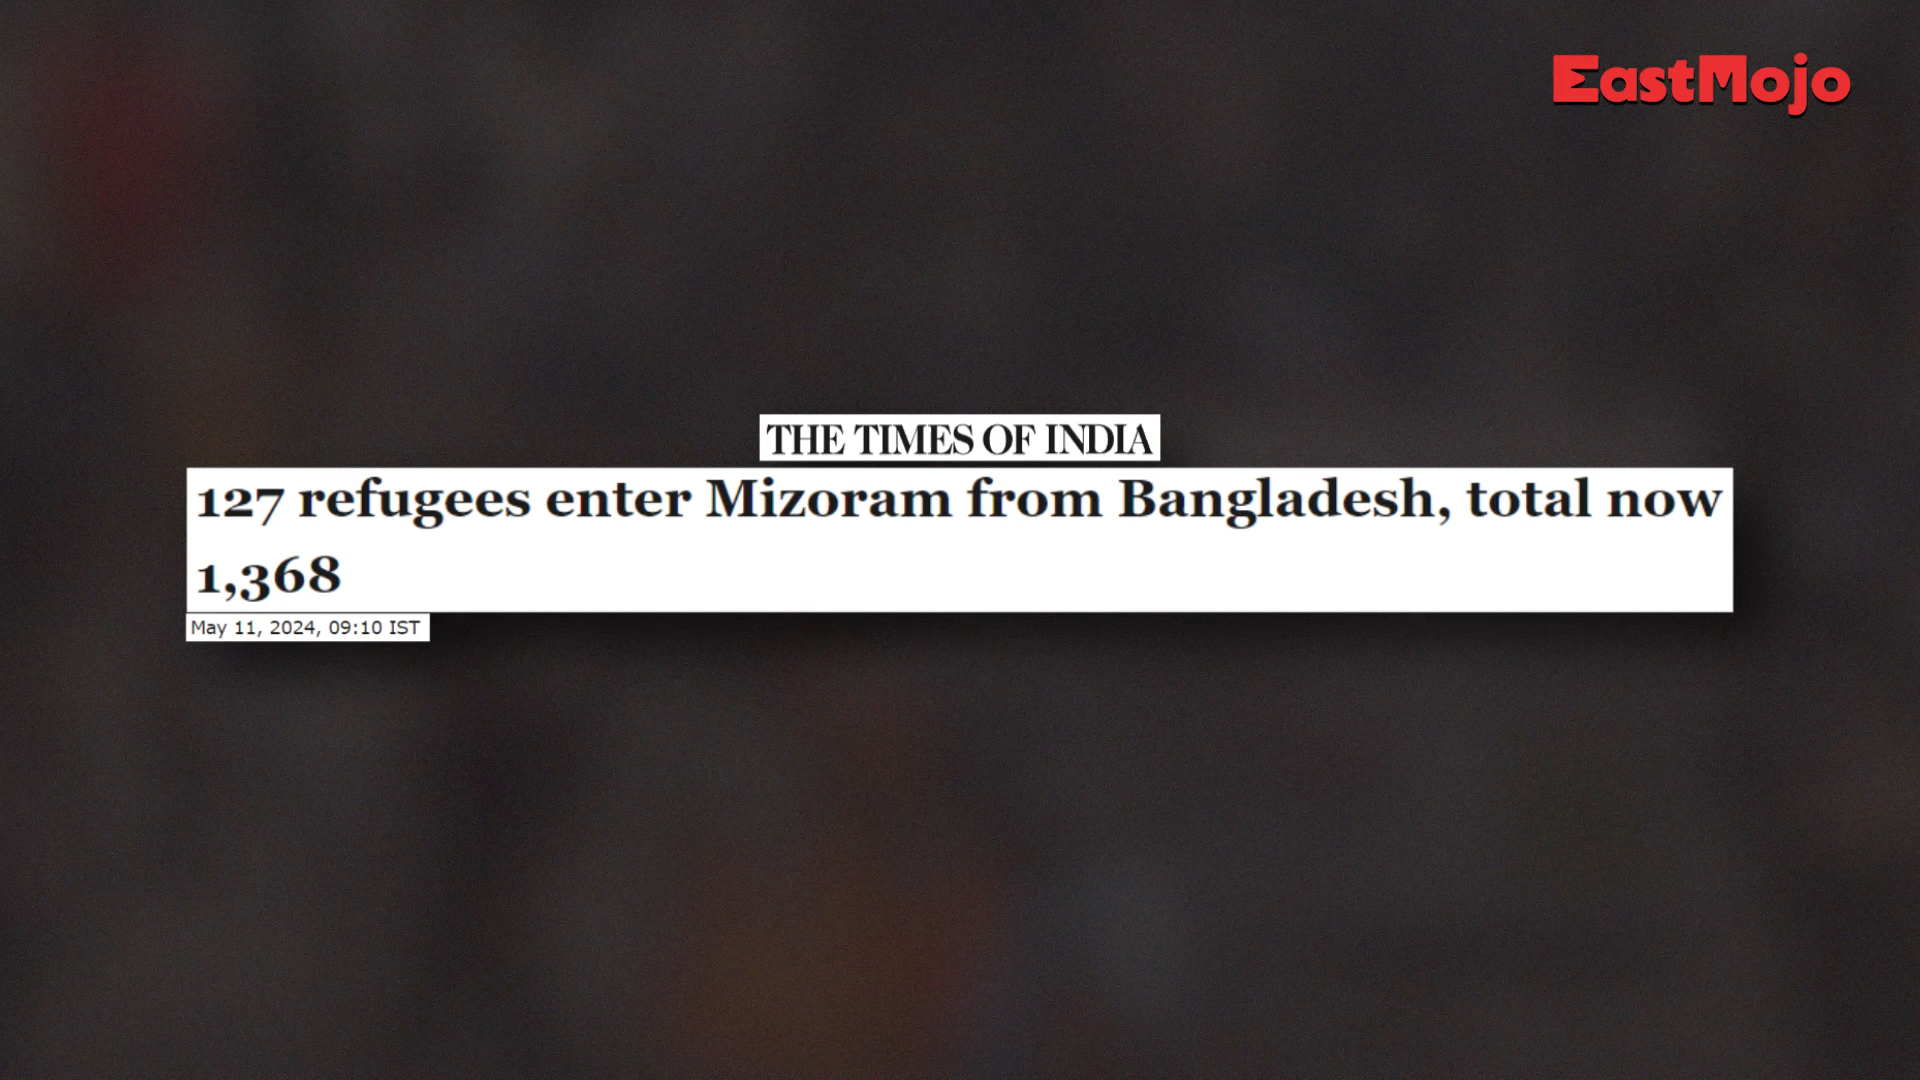 EastMojo
THE TIMES OF INDIA
127 refugees enter Mizoram from Bangladesh, total now
1,368
May 11, 2024, 09:10 IST